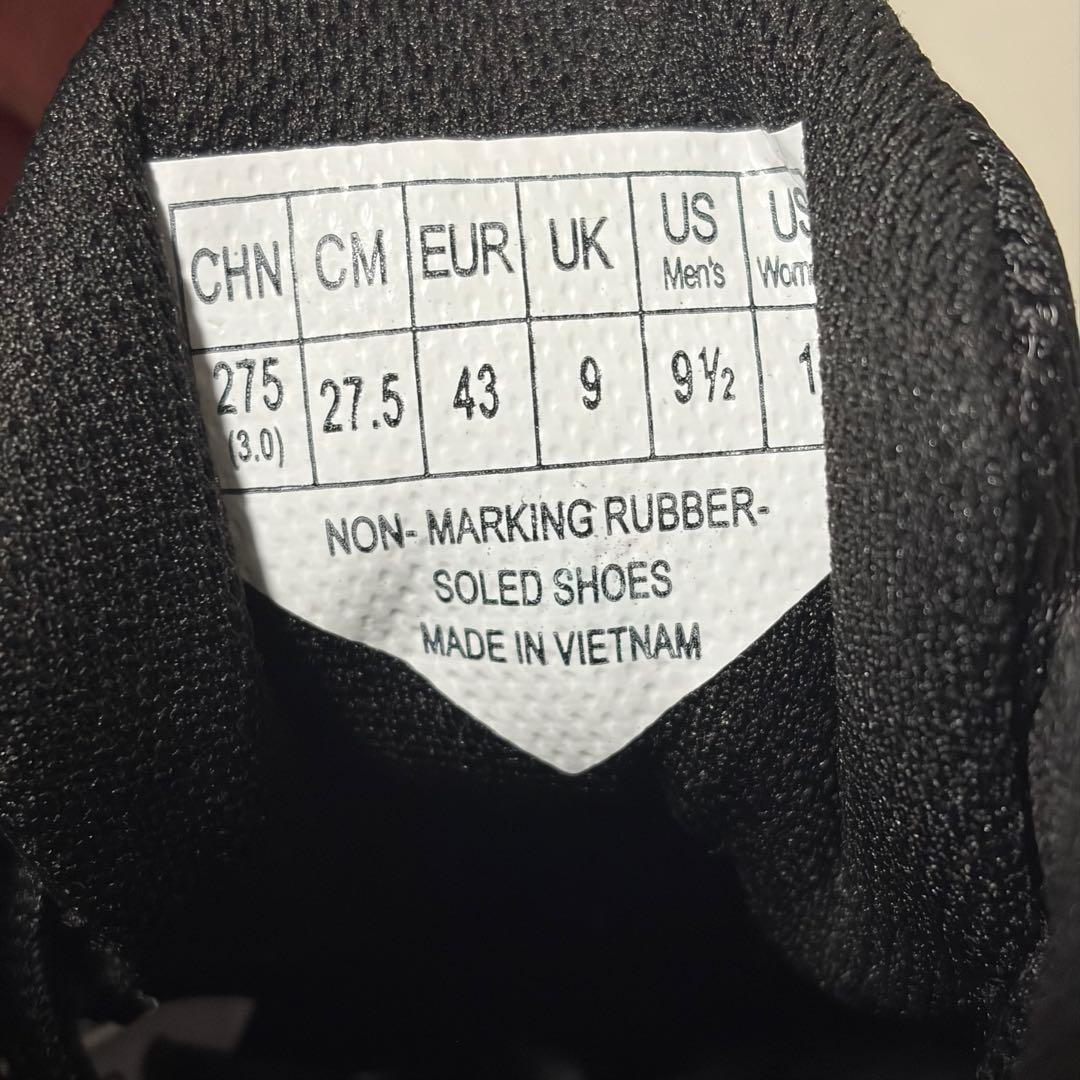 CHN CM EUR UK US Men's US
275 (3.0) 27.5 43 9 9½
NON- MARKING RUBBER-
SOLED SHOES
MADE IN VIETNAM